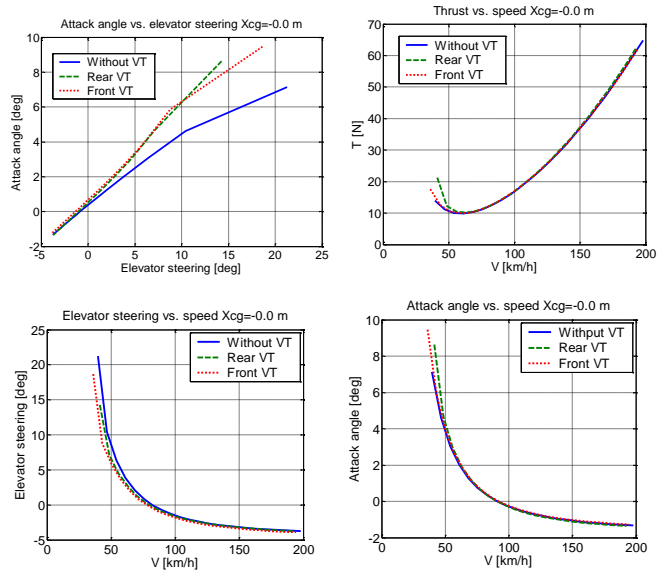 Attack angle vs. elevator steering Xcg=-0.0 m
Attack angle [deg]
10
8
6
4
2
0
-2
Without VT
Rear VT
Front VT
-5 0 5 10 15 20 25
Elevator steering [deg]
Thrust vs. speed Xcg=-0.0 m
T [N]
70
60
50
40
30
20
10
0
Without VT
Rear VT
Front VT
0 50 100 150 200
V [km/h]
Elevator steering vs. speed Xcg=-0.0 m
Elevator steering [deg]
25
20
15
10
5
0
-5
Without VT
Rear VT
Front VT
0 50 100 150 200
V [km/h]
Attack angle vs. speed Xcg=-0.0 m
Attack angle [deg]
10
8
6
4
2
0
-2
Withput VT
Rear VT
Front VT
0 50 100 150 200
V [km/h]